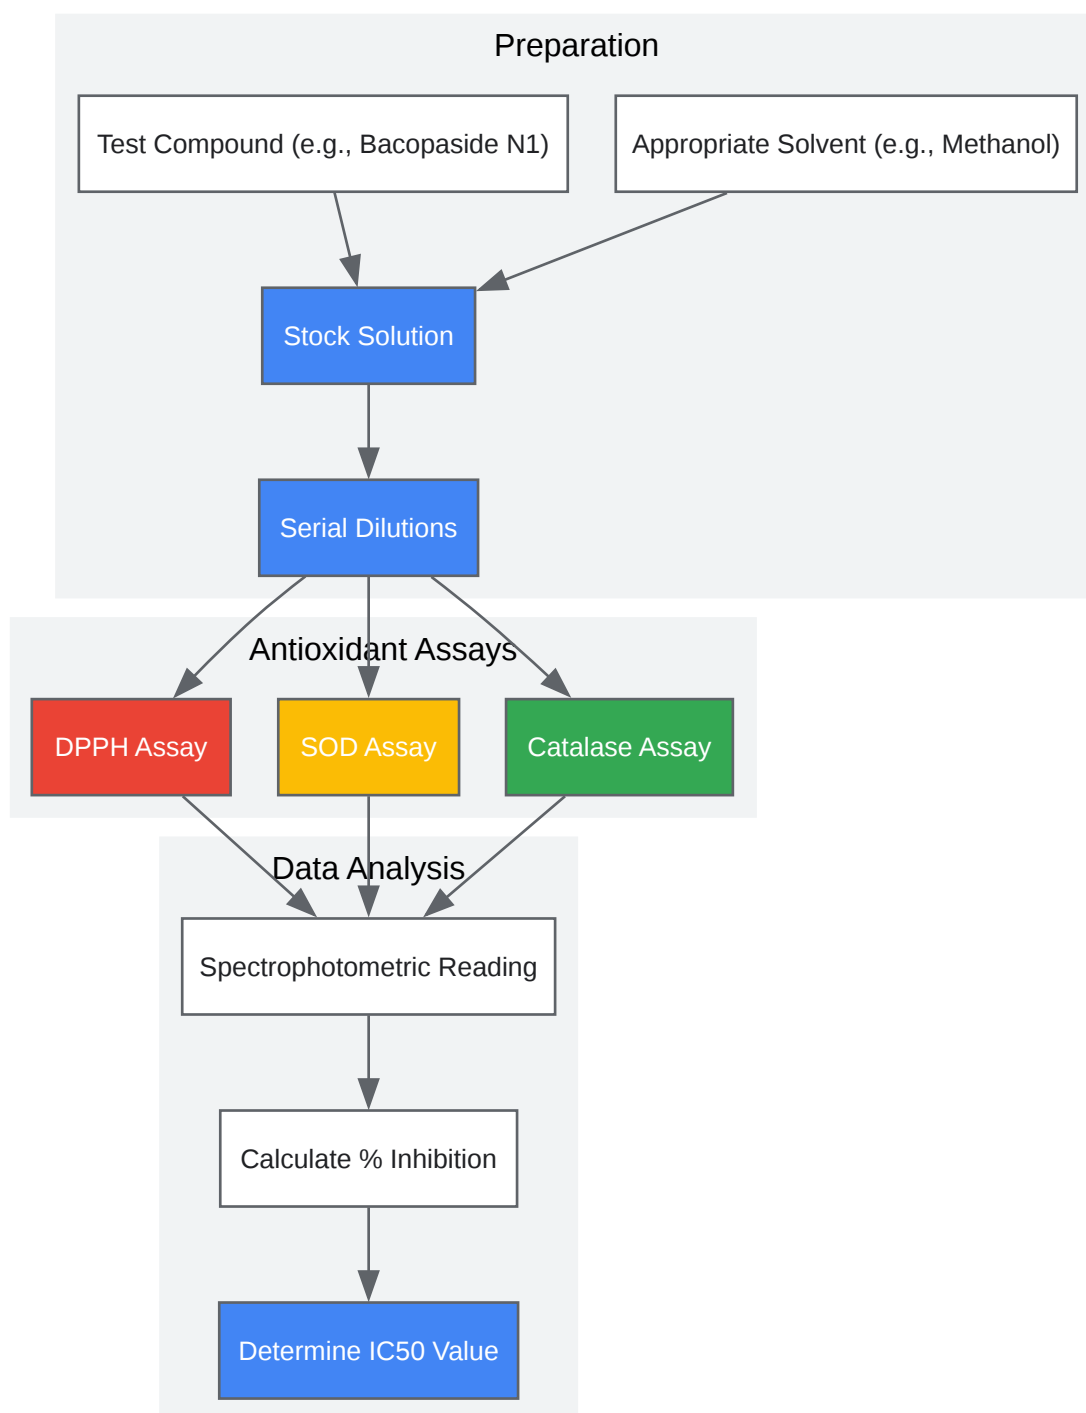 Preparation
Test Compound (e.g., Bacopaside N1)
Appropriate Solvent (e.g., Methanol)
Stock Solution
Serial Dilutions
Antioxidant Assays
DPPH Assay
SOD Assay
Catalase Assay
Data Analysis
Spectrophotometric Reading
Calculate % Inhibition
Determine IC50 Value